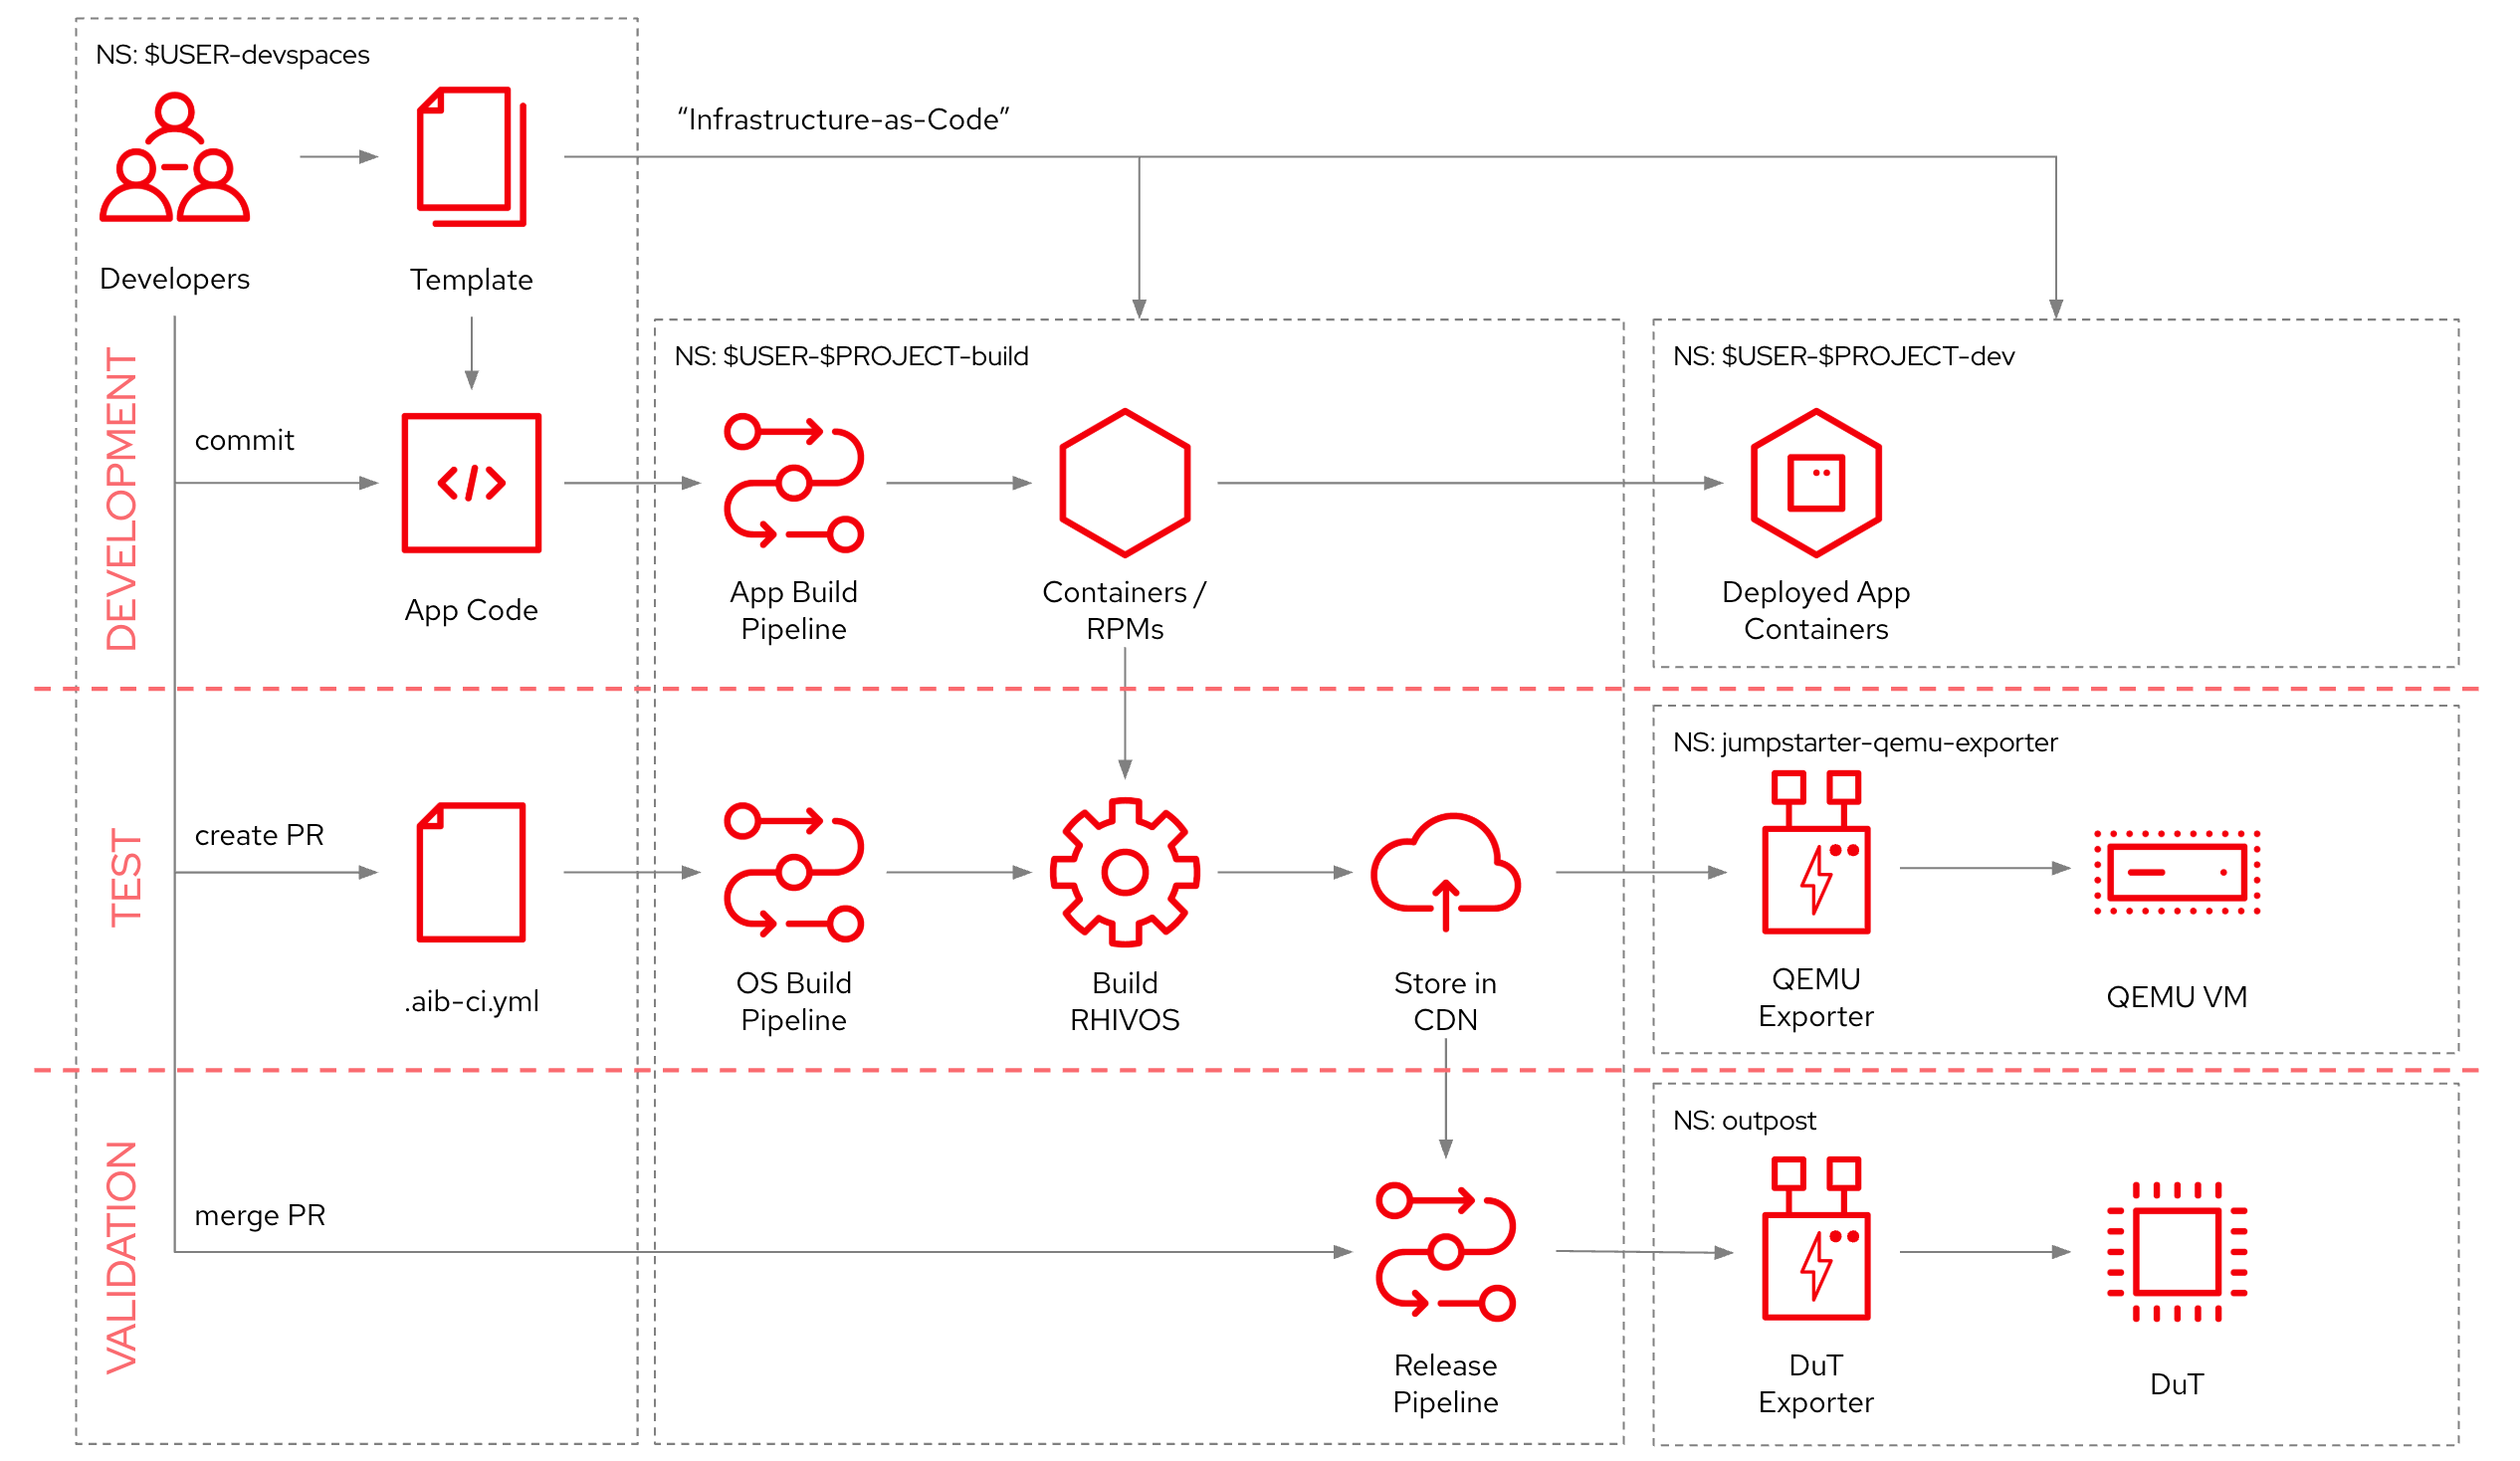 NS: $USER-devspaces
“Infrastructure-as-Code”
Developers
Template
DEVELOPMENT
NS: $USER-$PROJECT-build
NS: $USER-$PROJECT-dev
commit
App Code
App Build
Pipeline
Containers /
RPMs
Deployed App
Containers
TEST
NS: jumpstarter-qemu-exporter
create PR
.aib-ci.yml
OS Build
Pipeline
Build
RHIVOS
Store in
CDN
QEMU
Exporter
QEMU VM
VALIDATION
NS: outpost
merge PR
Release
Pipeline
DuT
Exporter
DuT